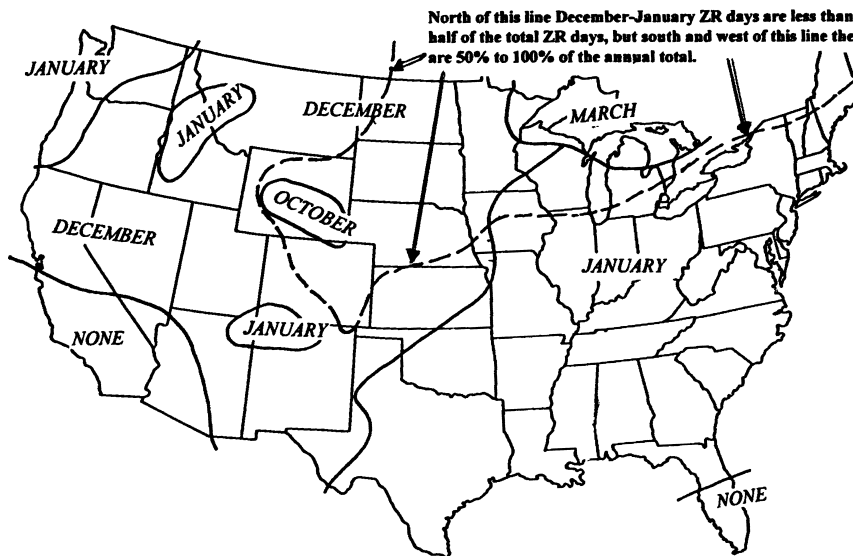 North of this line December-January ZR days are less than
half of the total ZR days, but south and west of this line the
are 50% to 100% of the annual total.
JANUARY
JANUARY
DECEMBER
MARCH
OCTOBER
DECEMBER
JANUARY
JANUARY
NONE
NONE